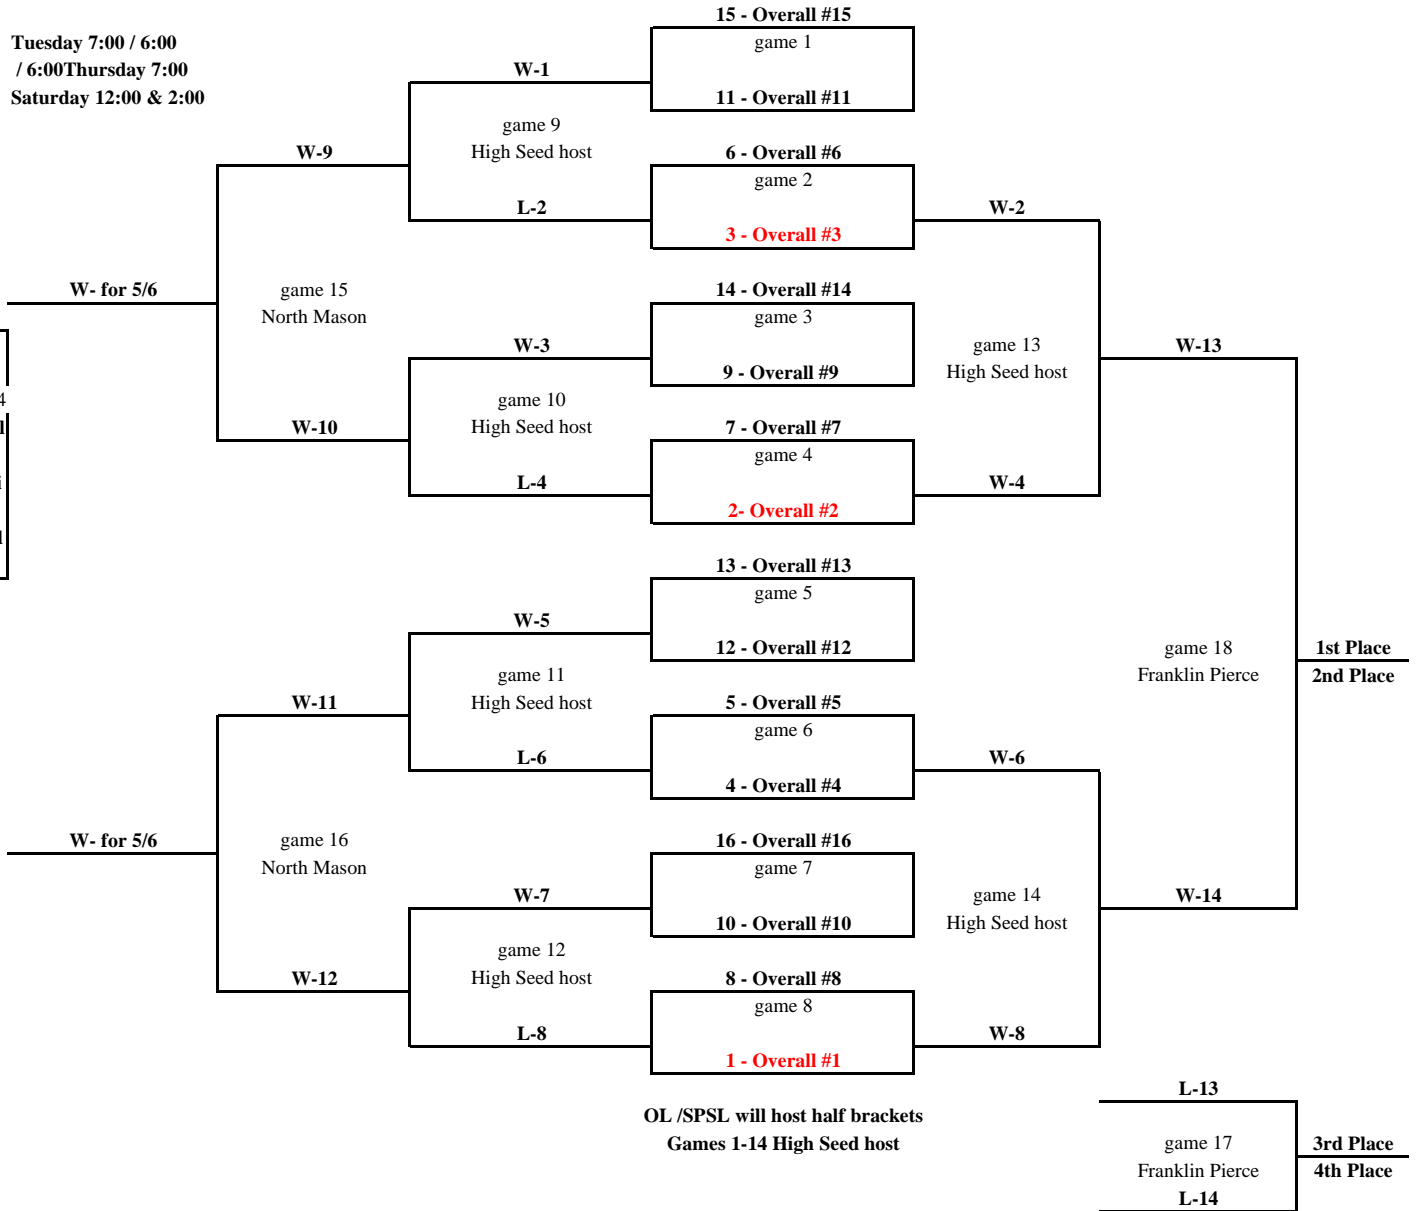 15 - Overall #15
Tuesday 7:00 / 6:00
game 1
/ 6:00Thursday 7:00
W-1
Saturday 12:00 & 2:00
11 - Overall #11
game 9
High Seed host
W-9
6 - Overall #6
game 2
L-2
W-2
3 - Overall #3
W- for 5/6
game 15
14 - Overall #14
North Mason
game 3
W-3
game 13
W-13
9 - Overall #9
High Seed host
4
game 10
High Seed host
W-10
7 - Overall #7
game 4
L-4
W-4
2- Overall #2
13 - Overall #13
game 5
W-5
12 - Overall #12
game 18
1st Place
game 11
Franklin Pierce
2nd Place
High Seed host
W-11
5 - Overall #5
game 6
L-6
W-6
4 - Overall #4
W- for 5/6
game 16
16 - Overall #16
North Mason
game 7
W-7
game 14
W-14
10 - Overall #10
High Seed host
game 12
High Seed host
W-12
8 - Overall #8
game 8
L-8
W-8
1 - Overall #1
L-13
OL /SPSL will host half brackets
Games 1-14 High Seed host
game 17
3rd Place
Franklin Pierce
4th Place
L-14